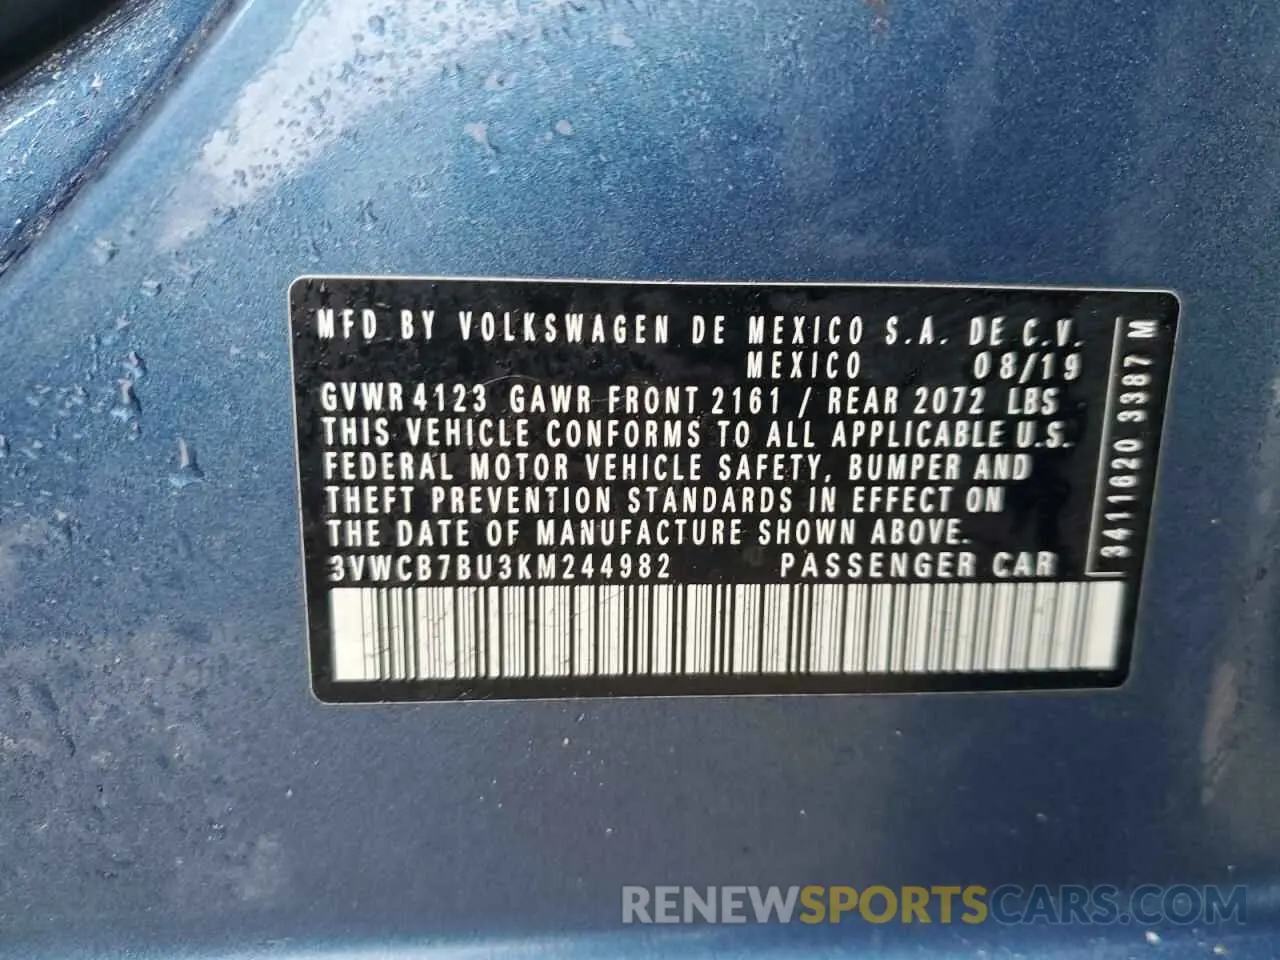 MFD BY VOLKSWAGEN DE MEXICO S.A. DE C.V.
MEXICO 08/19
GVWR 4123 GAWR FRONT 2161 / REAR 2072 LBS
THIS VEHICLE CONFORMS TO ALL APPLICABLE U.S.
FEDERAL MOTOR VEHICLE SAFETY, BUMPER AND
THEFT PREVENTION STANDARDS IN EFFECT ON
THE DATE OF MANUFACTURE SHOWN ABOVE.
3VWCB7BU3KM244982 PASSENGER CAR
3411620 3387 M
RENEWSPORTSCARS.COM